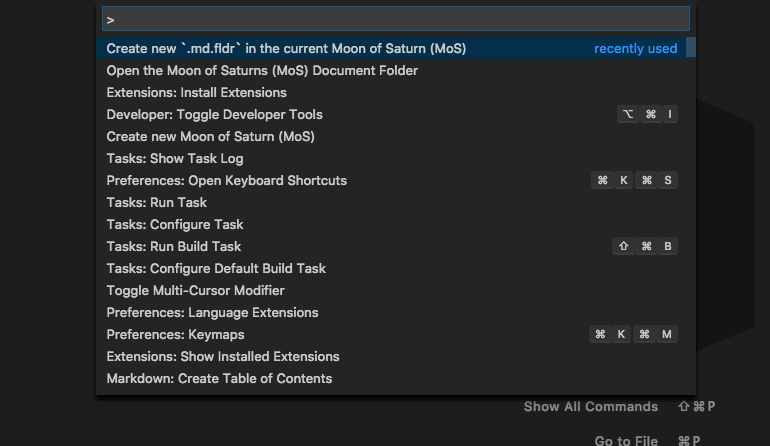 >
Create new `.md.fldr` in the current Moon of Saturn (MoS) recently used
Open the Moon of Saturns (MoS) Document Folder
Extensions: Install Extensions
Developer: Toggle Developer Tools ⌥ ⌘ I
Create new Moon of Saturn (MoS)
Tasks: Show Task Log
Preferences: Open Keyboard Shortcuts ⌘ K ⌘ S
Tasks: Run Task
Tasks: Configure Task
Tasks: Run Build Task ⇧ ⌘ B
Tasks: Configure Default Build Task
Toggle Multi-Cursor Modifier
Preferences: Language Extensions
Preferences: Keymaps ⌘ K ⌘ M
Extensions: Show Installed Extensions
Markdown: Create Table of Contents
Show All Commands ⇧⌘P
Go to File ⌘P